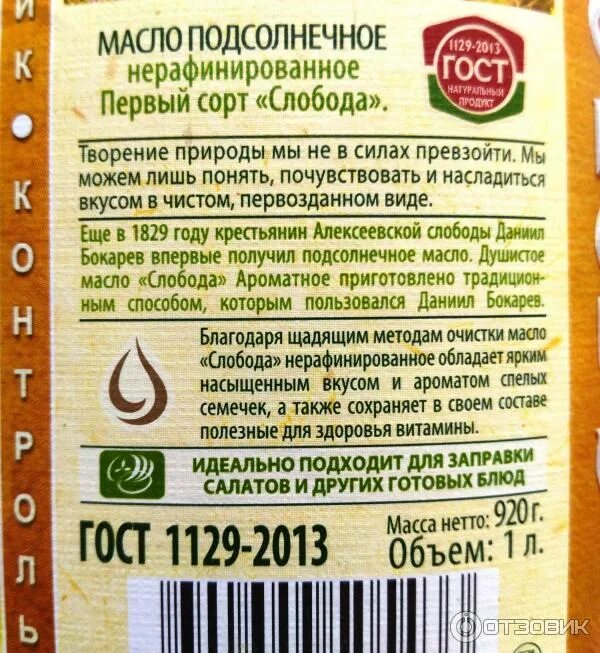 МАСЛО ПОДСОЛНЕЧНОЕ
нерафинированное
Первый сорт «Слобода».
1129-2013
ГОСТ
НАТУРАЛЬНЫЙ
ПРОДУКТ
Творение природы мы не в силах превзойти. Мы
можем лишь понять, почувствовать и насладиться
вкусом в чистом, первозданном виде.
Еще в 1829 году крестьянин Алексеевской слободы Даниил
Бокарев впервые получил подсолнечное масло. Душистое
масло «Слобода» Ароматное приготовлено традицион-
ным способом, которым пользовался Даниил Бокарев.
Благодаря щадящим методам очистки масло
«Слобода» нерафинированное обладает ярким
насыщенным вкусом и ароматом спелых
семечек, а также сохраняет в своем составе
полезные для здоровья витамины.
ИДЕАЛЬНО ПОДХОДИТ ДЛЯ ЗАПРАВКИ
САЛАТОВ И ДРУГИХ ГОТОВЫХ БЛЮД
ГОСТ 1129-2013
Масса нетто: 920 г.
Объем: 1 л.
ИК • КОНТРОЛЬ
ОТЗОВИК